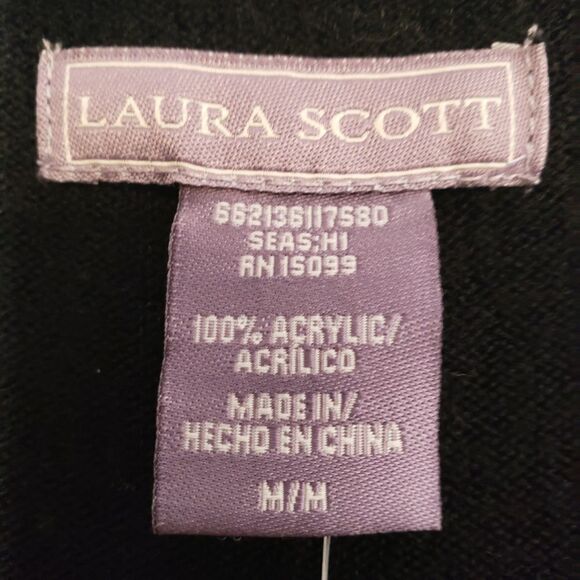 LAURA SCOTT
662136117580
SEAS:H1
RN 15099
100% ACRYLIC/
ACRÍLICO
MADE IN/
HECHO EN CHINA
M/M